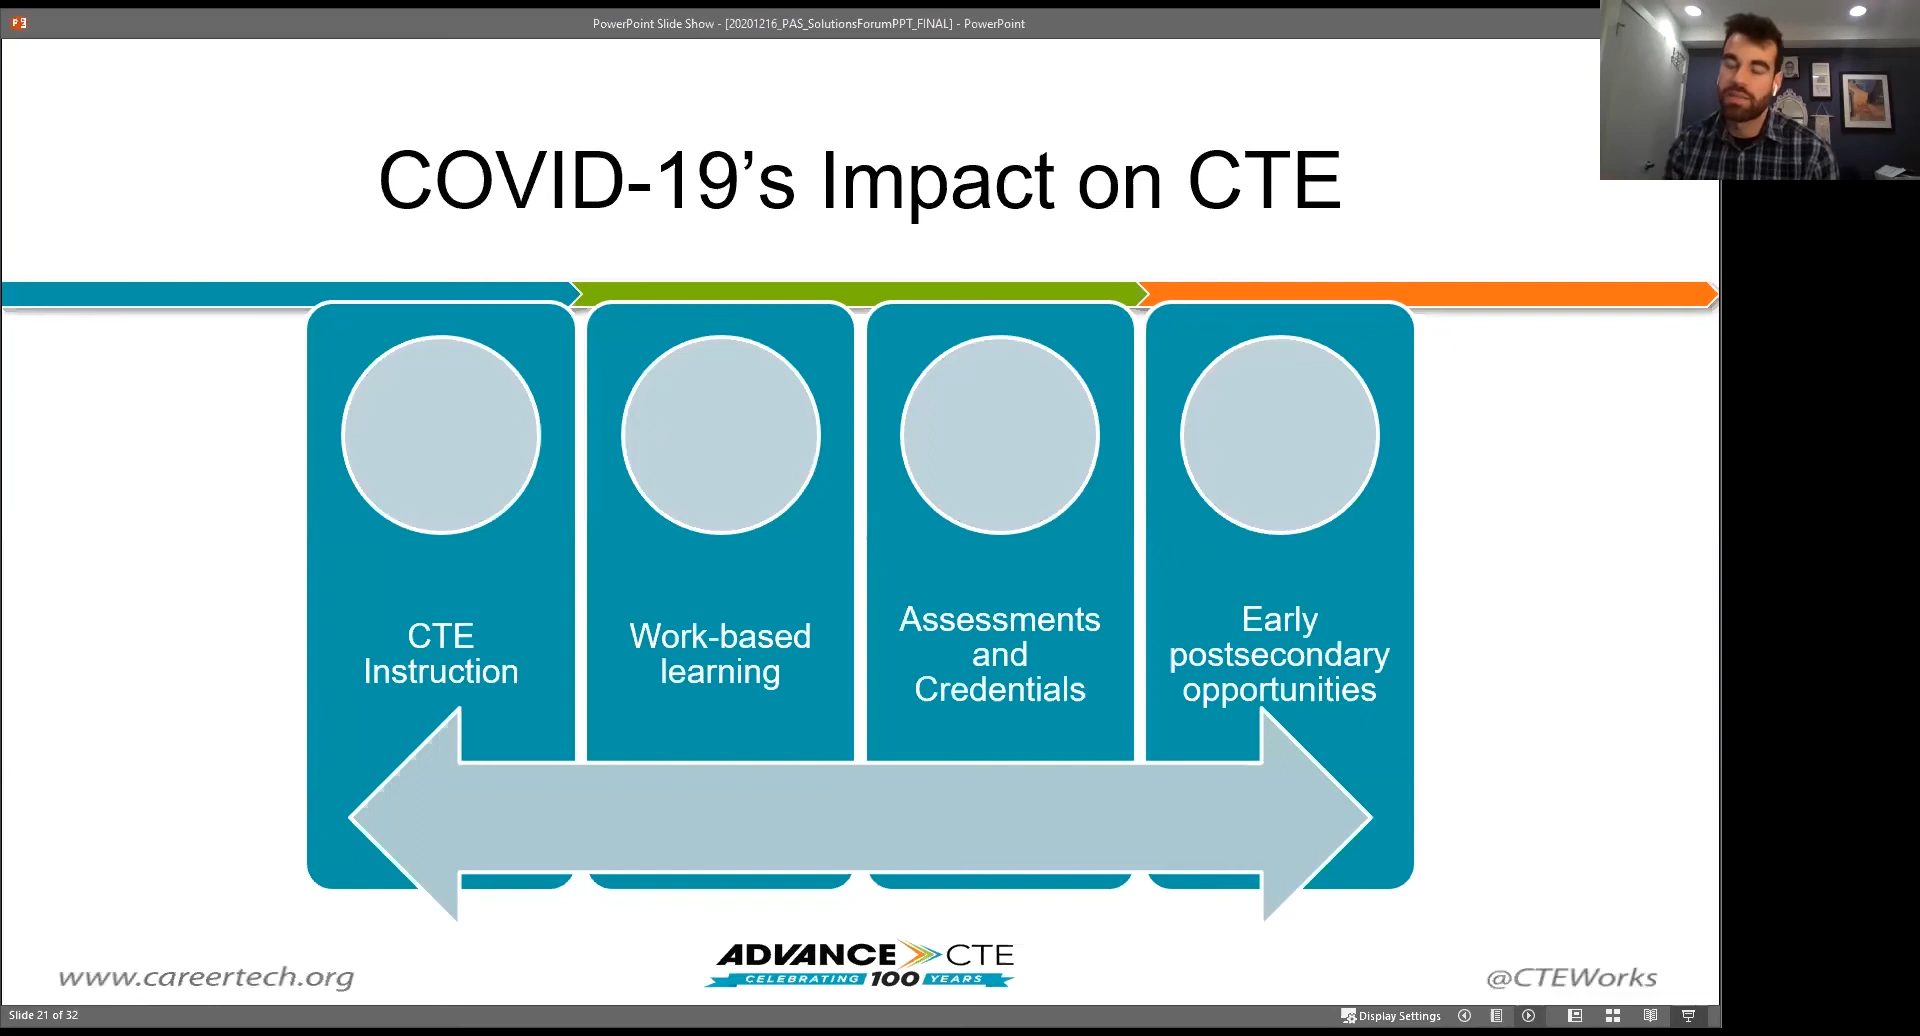 PowerPoint Slide Show - [20201216_PAS_SolutionsForumPPT_FINAL] - PowerPoint
COVID-19’s Impact on CTE
CTE
Instruction
Work-based
learning
Assessments
and
Credentials
Early
postsecondary
opportunities
www.careertech.org
ADVANCE CTE
CELEBRATING 100 YEARS
@CTEWorks
Slide 21 of 32
Display Settings